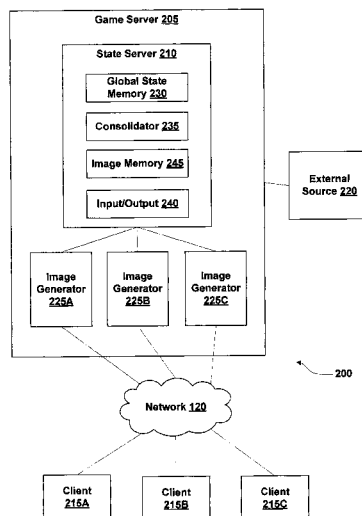 Game Server 205
State Server 210
Global State
Memory 230
Consolidator 235
Image Memory 245
Input/Output 240
External
Source 220
Image
Generator
225A
Image
Generator
225B
Image
Generator
225C
200
Network 120
Client
215A
Client
215B
Client
215C